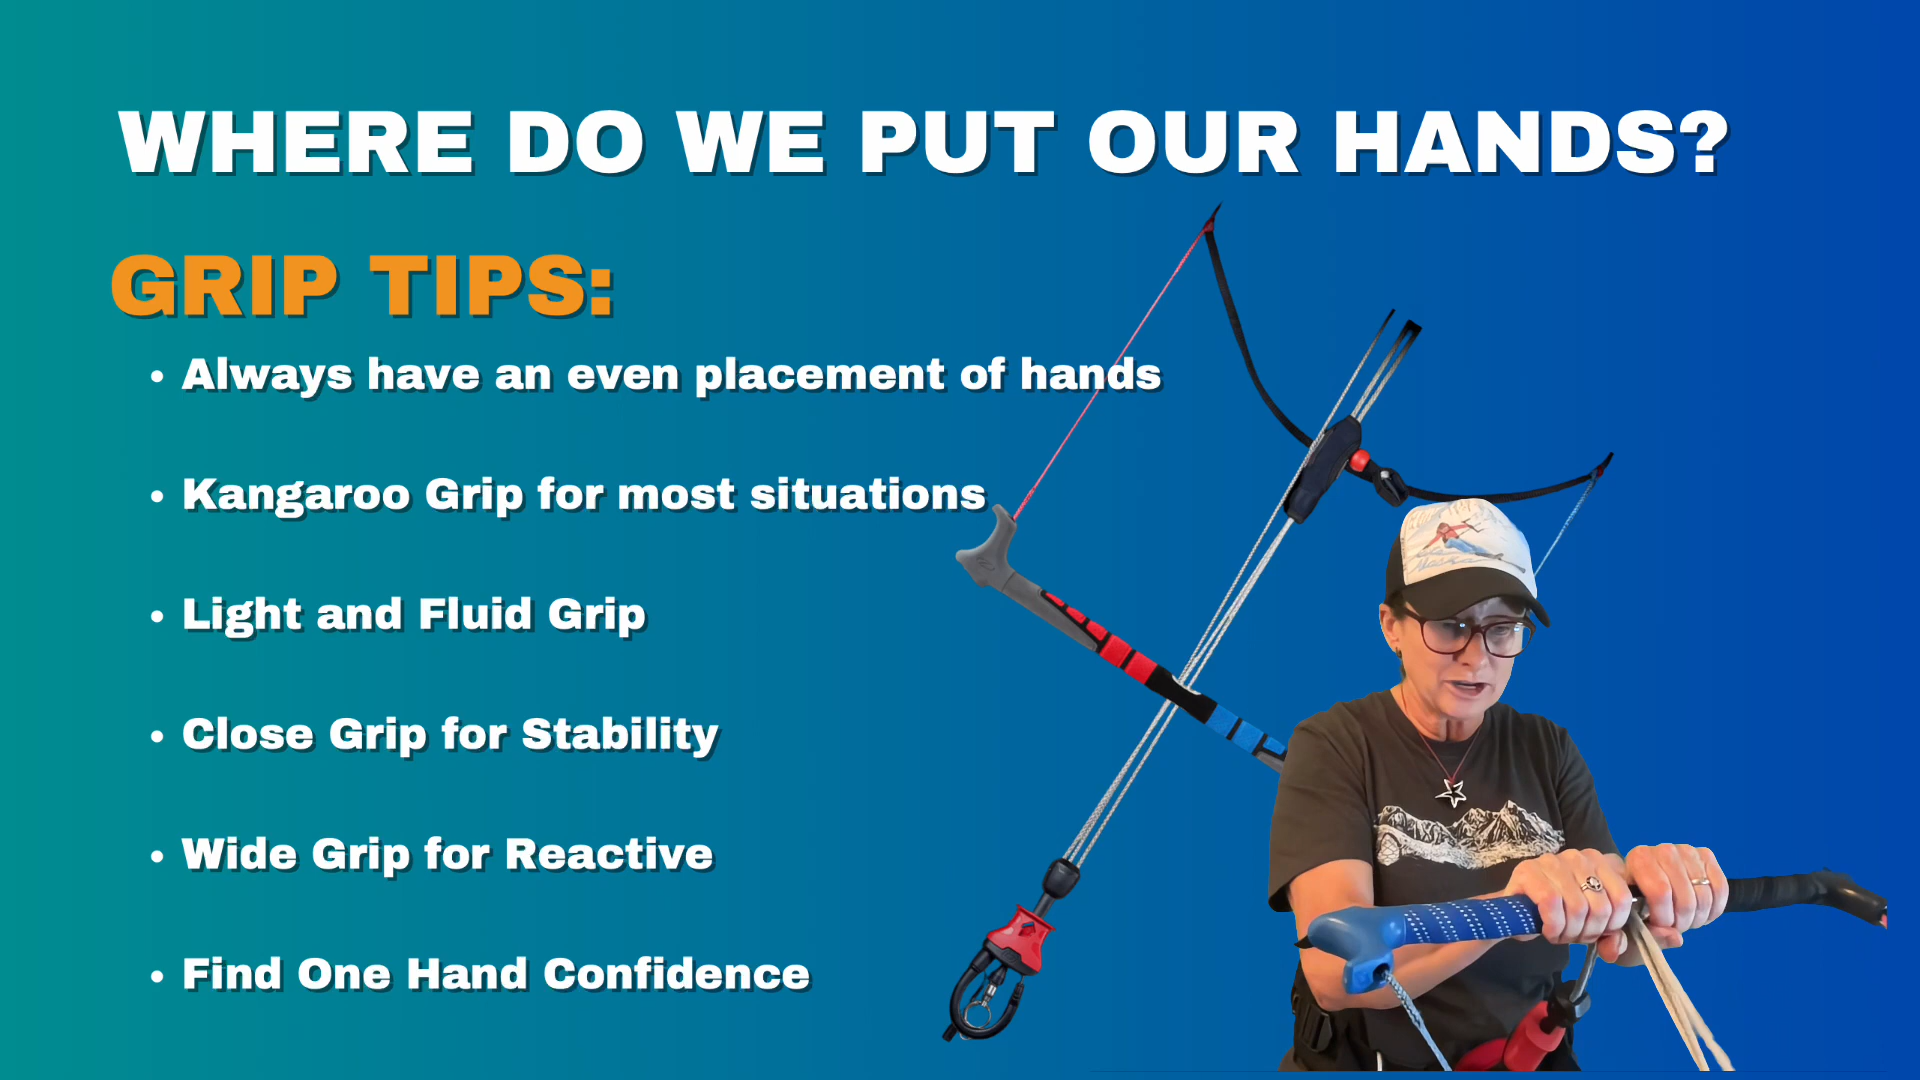 WHERE DO WE PUT OUR HANDS?
GRIP TIPS:
• Always have an even placement of hands
• Kangaroo Grip for most situations
• Light and Fluid Grip
• Close Grip for Stability
• Wide Grip for Reactive
• Find One Hand Confidence